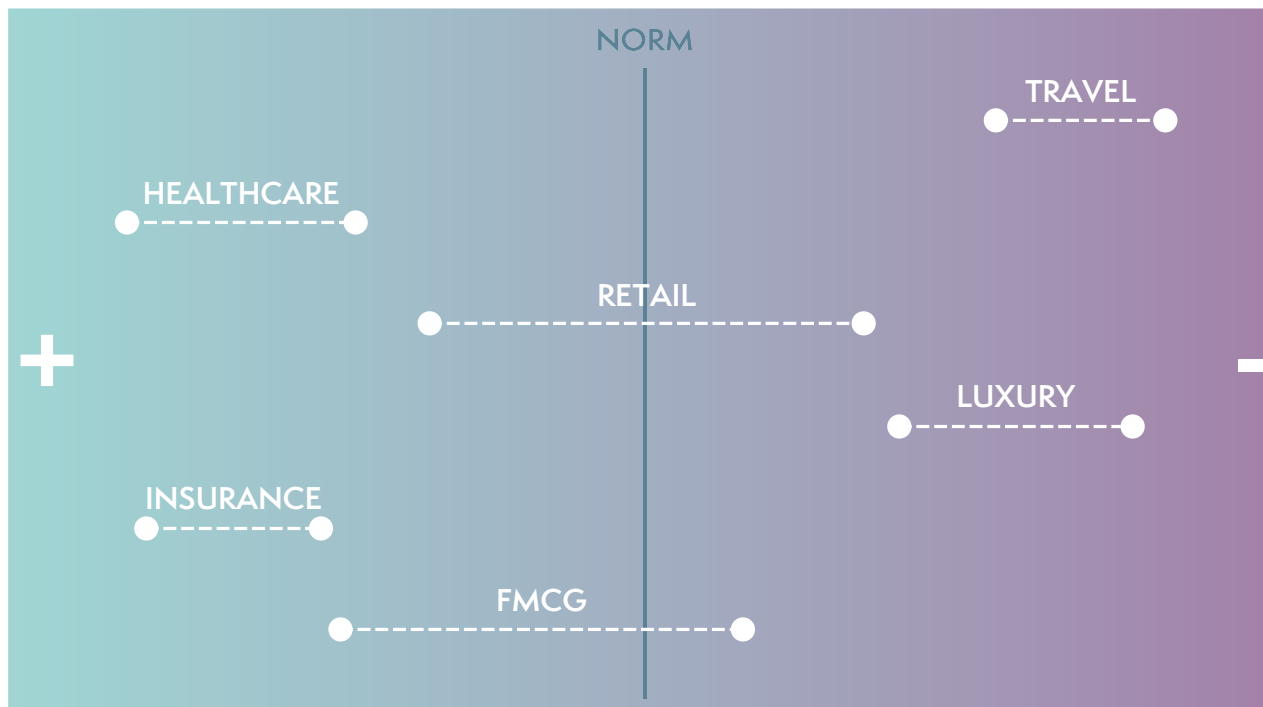 NORM
TRAVEL
HEALTHCARE
RETAIL
+
-
LUXURY
INSURANCE
FMCG